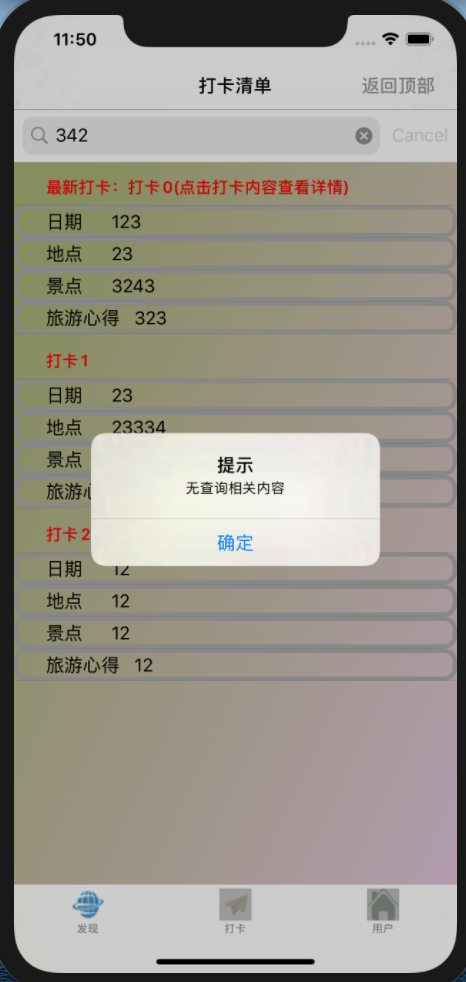 11:50
打卡清单 返回顶部
342 Cancel
最新打卡：打卡0(点击打卡内容查看详情)
日期 123
地点 23
景点 3243
旅游心得 323
打卡1
日期 23
地点 23334
景点
旅游
提示
无查询相关内容
确定
打卡2
日期 12
地点 12
景点 12
旅游心得 12
发现 打卡 用户